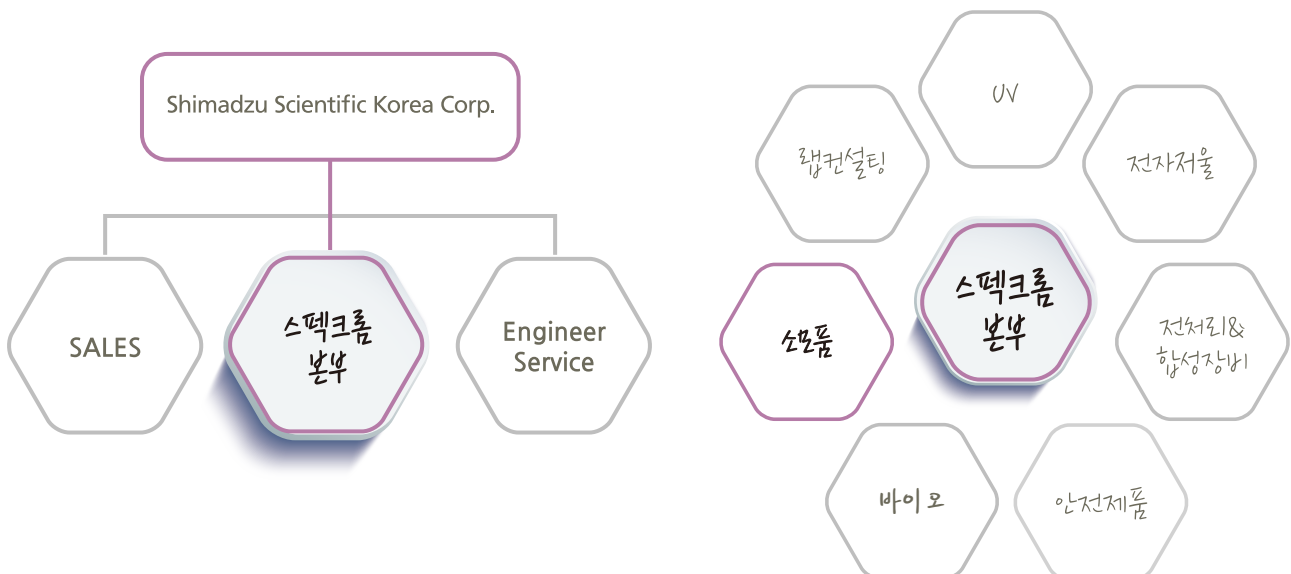 Shimadzu Scientific Korea Corp.
SALES
스펙크롬
본부
Engineer
Service
UV
랩컨설팅
전자저울
스펙크롬
본부
소모품
전처리&
합성장비
바이오
안전제품